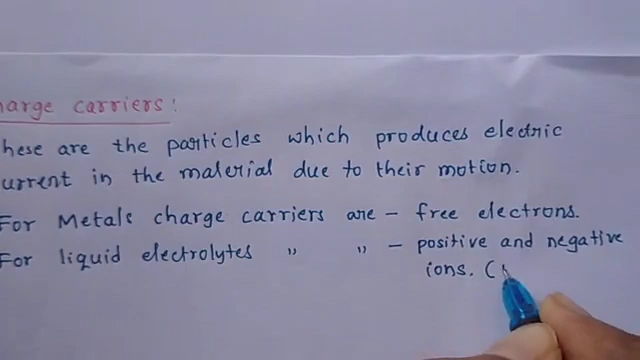 harge carriers:
hese are the particles which produces electric
urrent in the material due to their motion.
For Metals charge carriers are - free electrons.
For liquid electrolytes " " - positive and negative
ions. (